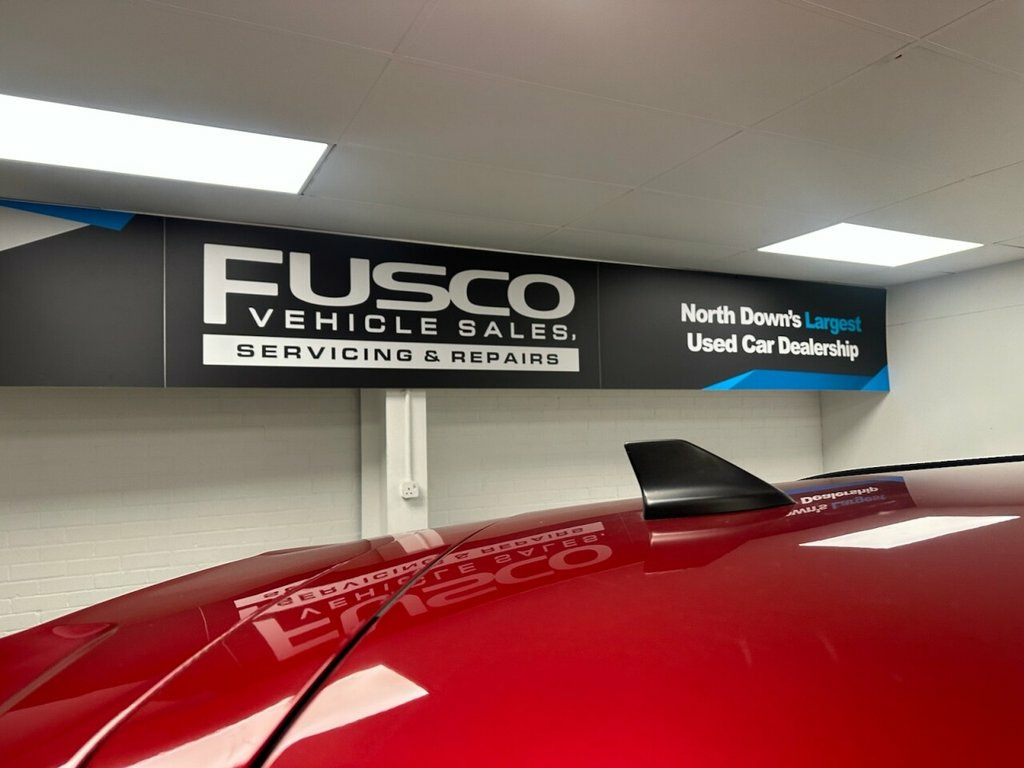 FUSCO
VEHICLE SALES,
SERVICING & REPAIRS
North Down's Largest
Used Car Dealership